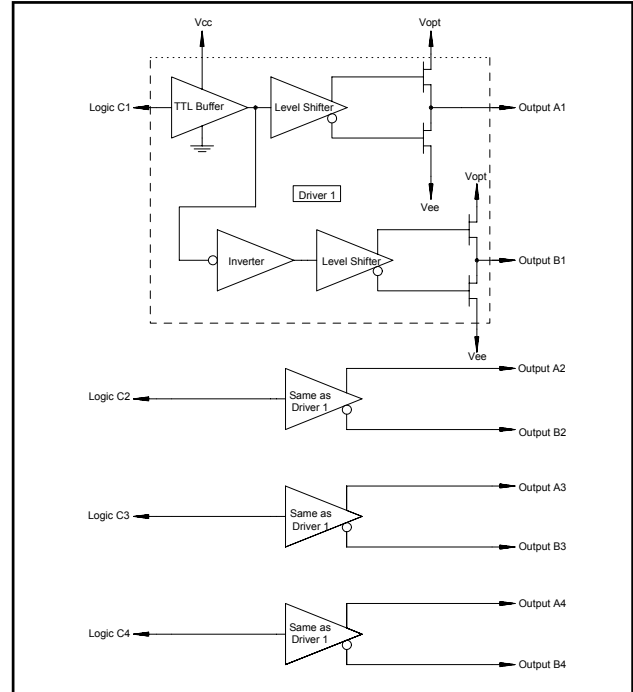 Vcc
Vopt
Logic C1
TTL Buffer
Level Shifter
Output A1
Driver 1
Vee
Vopt
Inverter
Level Shifter
Output B1
Vee
Output A2
Logic C2
Same as
Driver 1
Output B2
Output A3
Logic C3
Same as
Driver 1
Output B3
Output A4
Logic C4
Same as
Driver 1
Output B4